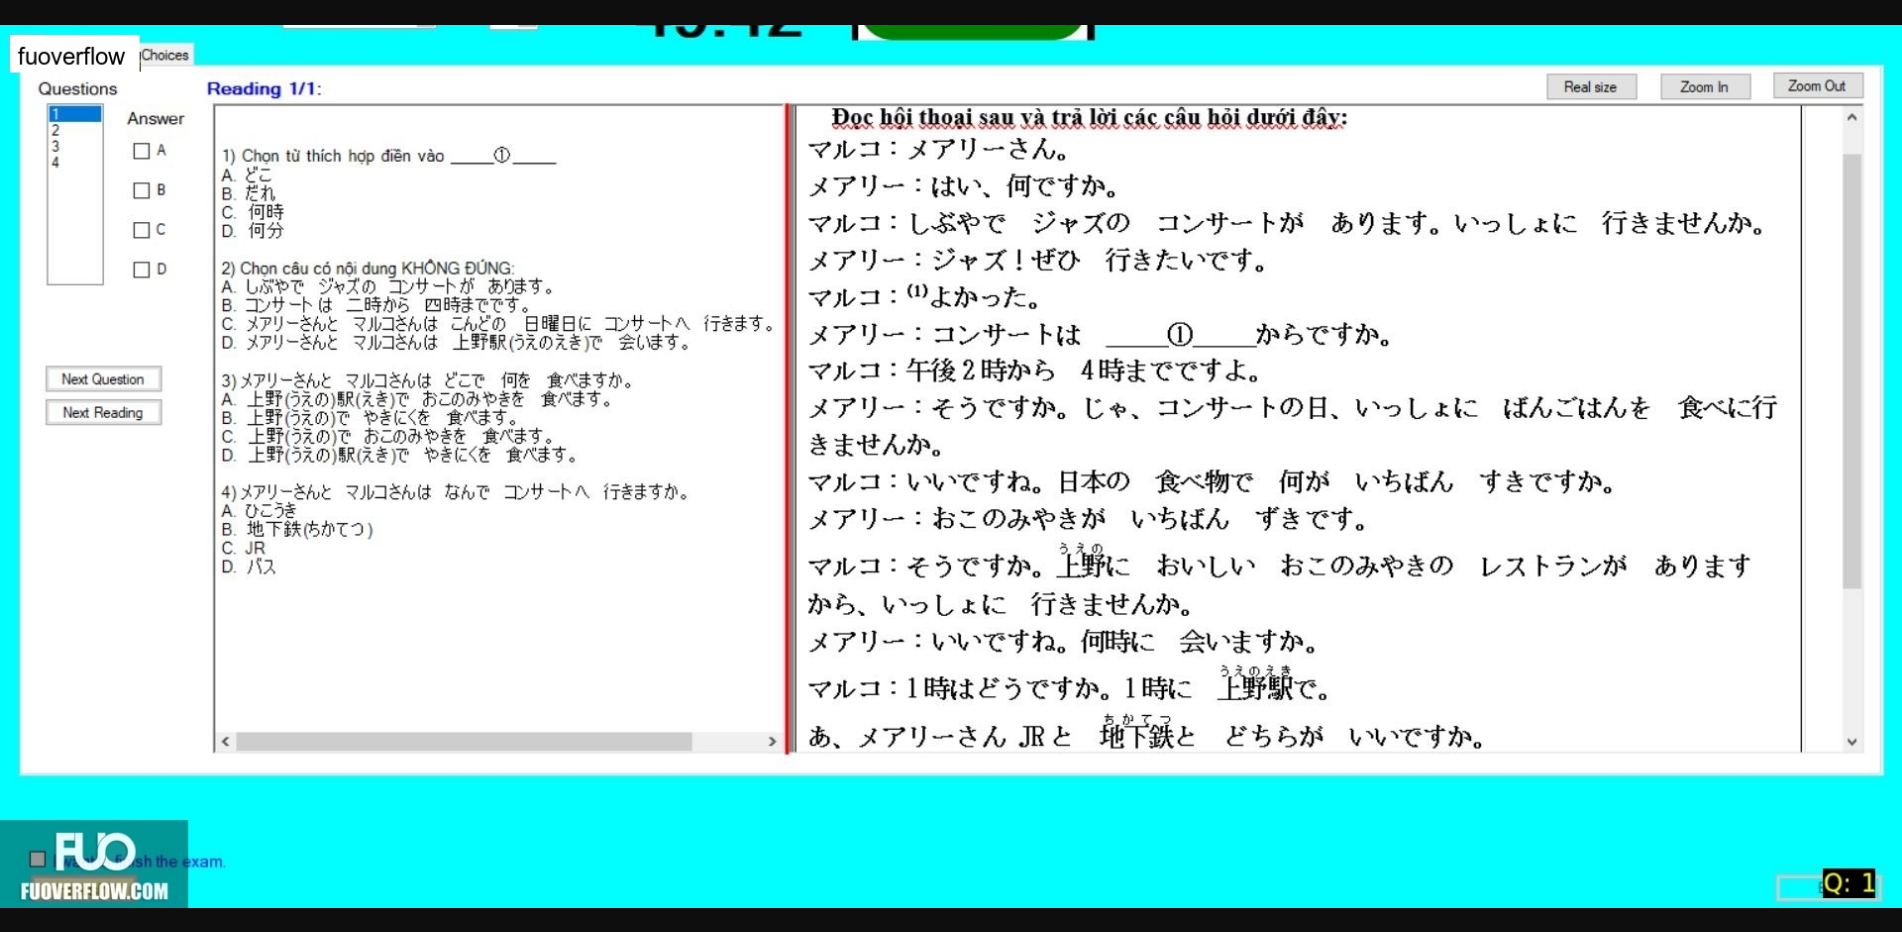 fuoverflow
Choices
Questions
Reading 1/1:
Real size
Zoom In
Zoom Out
1
2
3
4
Answer
A
B
C
D
Next Question
Next Reading
1) Chọn từ thích hợp điền vào _____①_____
A. どこ
B. だれ
C. 何時
D. 何分
2) Chọn câu có nội dung KHÔNG ĐÚNG:
A. しぶやで ジャズの コンサートが あります。
B. コンサートは 二時から 四時までです。
C. メアリーさんと マルコさんは こんどの 日曜日に コンサートへ 行きます。
D. メアリーさんと マルコさんは 上野駅(うえのえき)で 会います。
3) メアリーさんと マルコさんは どこで 何を 食べますか。
A. 上野(うえの)駅(えき)で おこのみやきを 食べます。
B. 上野(うえの)で やきにくを 食べます。
C. 上野(うえの)で おこのみやきを 食べます。
D. 上野(うえの)駅(えき)で やきにくを 食べます。
4) メアリーさんと マルコさんは なんで コンサートへ 行きますか。
A. ひこうき
B. 地下鉄(ちかてつ)
C. JR
D. バス
Đọc hội thoại sau và trả lời các câu hỏi dưới đây:
マルコ：メアリーさん。
メアリー：はい、何ですか。
マルコ：しぶやで ジャズの コンサートが あります。いっしょに 行きませんか。
メアリー：ジャズ！ぜひ 行きたいです。
マルコ：⁽¹⁾よかった。
メアリー：コンサートは _____①_____からですか。
マルコ：午後2時から 4時までですよ。
メアリー：そうですか。じゃ、コンサートの日、いっしょに ばんごはんを 食べに行
きませんか。
マルコ：いいですね。日本の 食べ物で 何が いちばん すきですか。
メアリー：おこのみやきが いちばん ずきです。
うえの
マルコ：そうですか。上野に おいしい おこのみやきの レストランが あります
から、いっしょに 行きませんか。
メアリー：いいですね。何時に 会いますか。
うえのえき
マルコ：1時はどうですか。1時に 上野駅で。
ちかてつ
あ、メアリーさん JRと 地下鉄と どちらが いいですか。
FUO
sh the exam.
FUOVERFLOW.COM
Q: 1